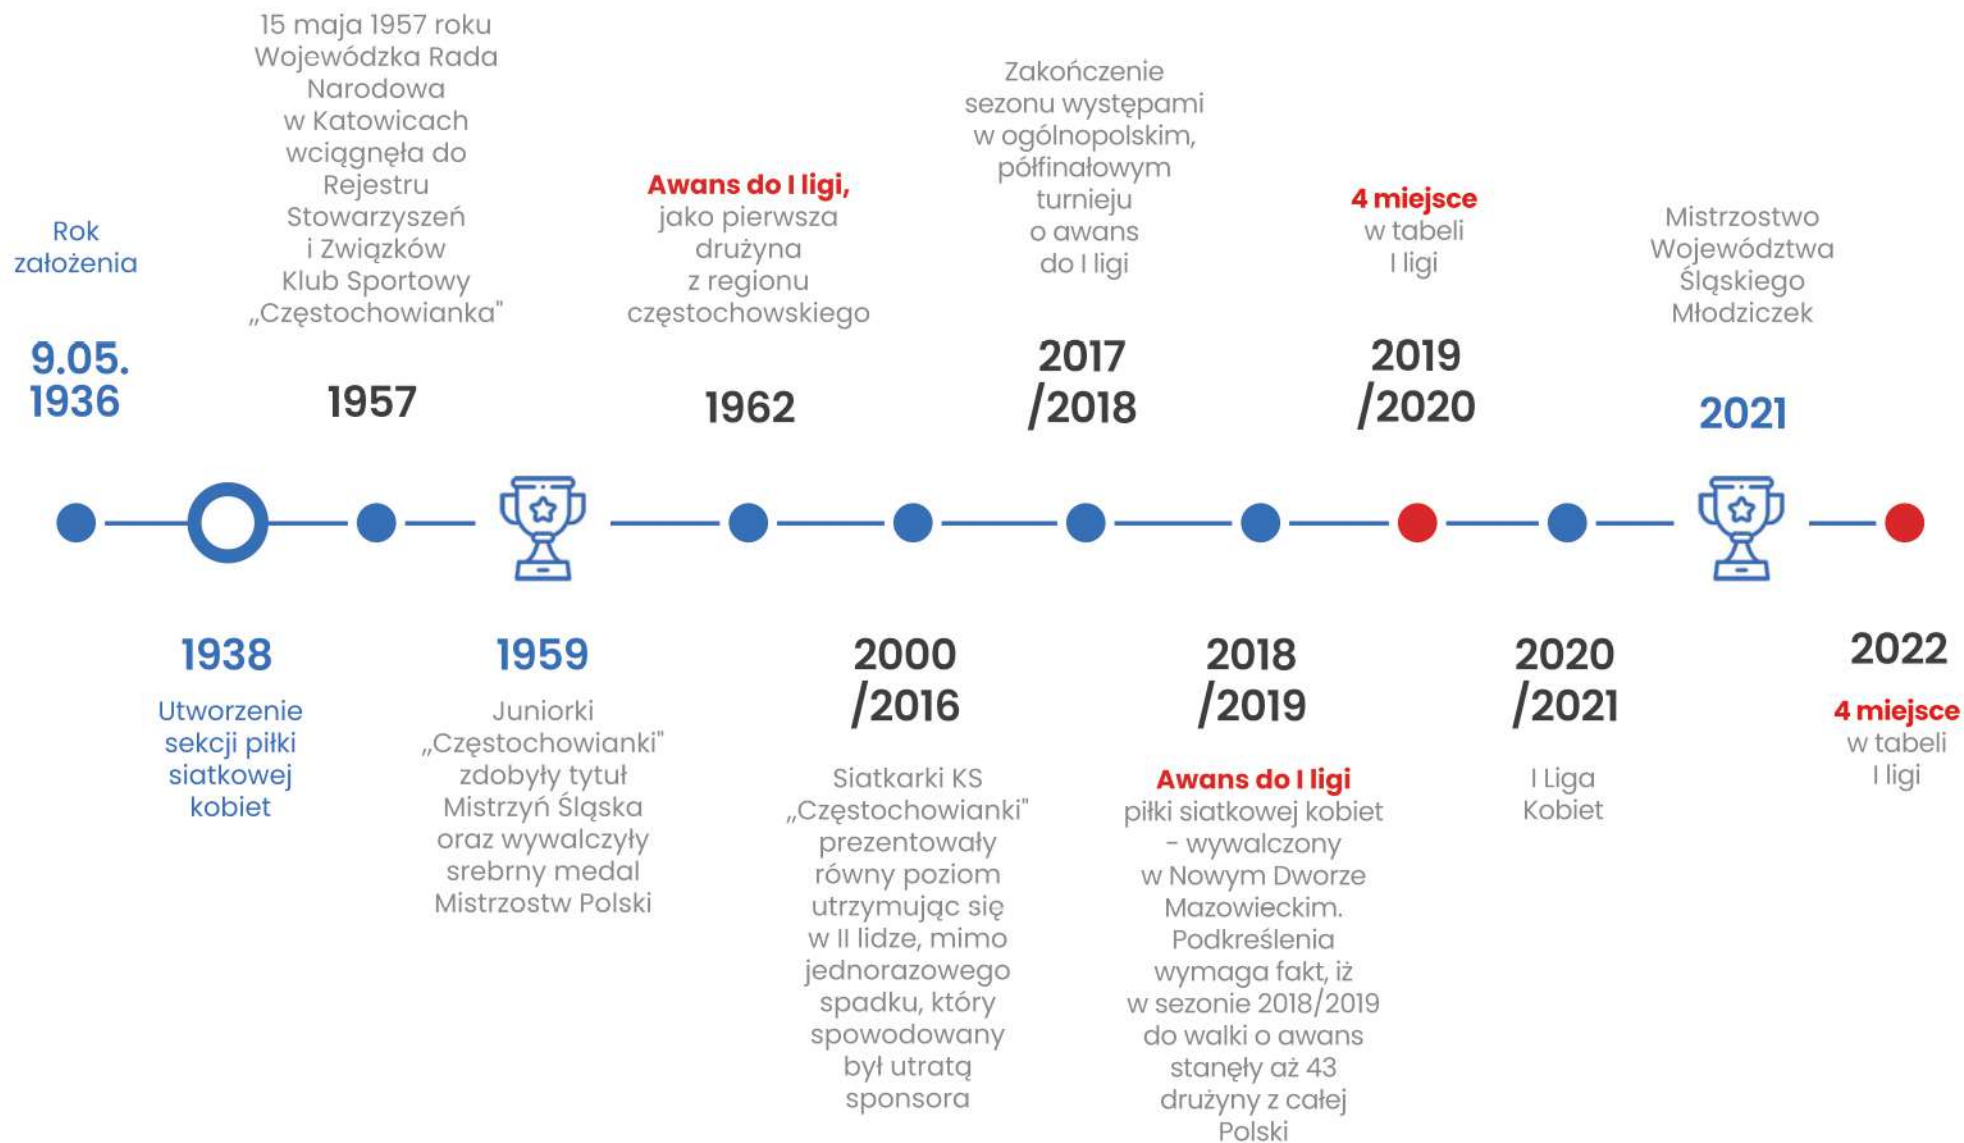 Rok
założenia
9.05.
1936
1938
Utworzenie
sekcji piłki
siatkowej
kobiet
15 maja 1957 roku
Wojewódzka Rada
Narodowa
w Katowicach
wciągnęła do
Rejestru
Stowarzyszeń
i Związków
Klub Sportowy
„Częstochowianka"
1957
1959
Juniorki
„Częstochowianki"
zdobyły tytuł
Mistrzyń Śląska
oraz wywalczyły
srebrny medal
Mistrzostw Polski
Awans do I ligi,
jako pierwsza
drużyna
z regionu
częstochowskiego
1962
2000
/2016
Siatkarki KS
„Częstochowianki"
prezentowały
równy poziom
utrzymując się
w II lidze, mimo
jednorazowego
spadku, który
spowodowany
był utratą
sponsora
Zakończenie
sezonu występami
w ogólnopolskim,
półfinałowym
turnieju
o awans
do I ligi
2017
/2018
2018
/2019
Awans do I ligi
piłki siatkowej kobiet
- wywalczony
w Nowym Dworze
Mazowieckim.
Podkreślenia
wymaga fakt, iż
w sezonie 2018/2019
do walki o awans
stanęły aż 43
drużyny z całej
Polski
4 miejsce
w tabeli
I ligi
2019
/2020
2020
/2021
I Liga
Kobiet
Mistrzostwo
Województwa
Śląskiego
Młodziczek
2021
2022
4 miejsce
w tabeli
I ligi